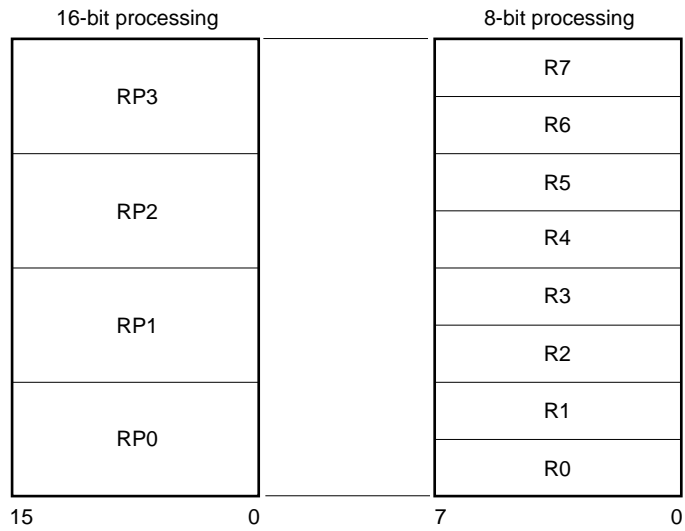 16-bit processing
8-bit processing
RP3
RP2
RP1
RP0
R7
R6
R5
R4
R3
R2
R1
R0
15 0
7 0